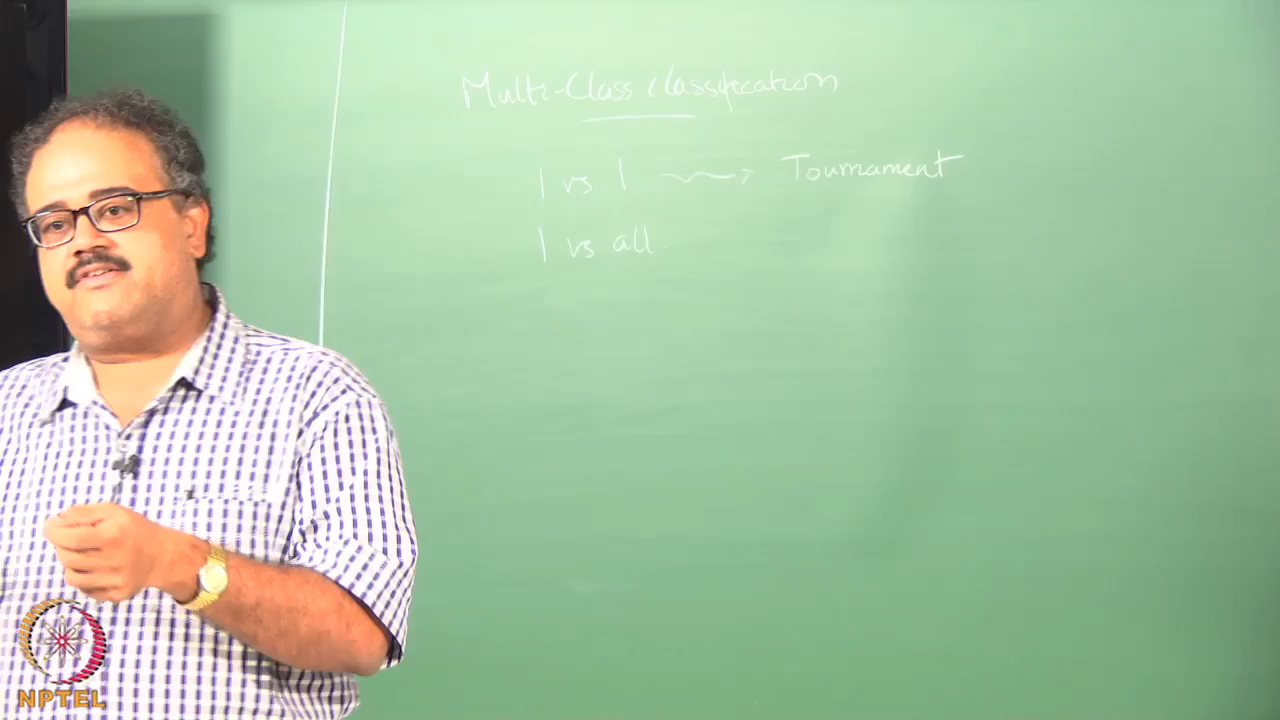 Multi-Class classification
1 vs 1 ⟿ Tournament
1 vs all
NPTEL